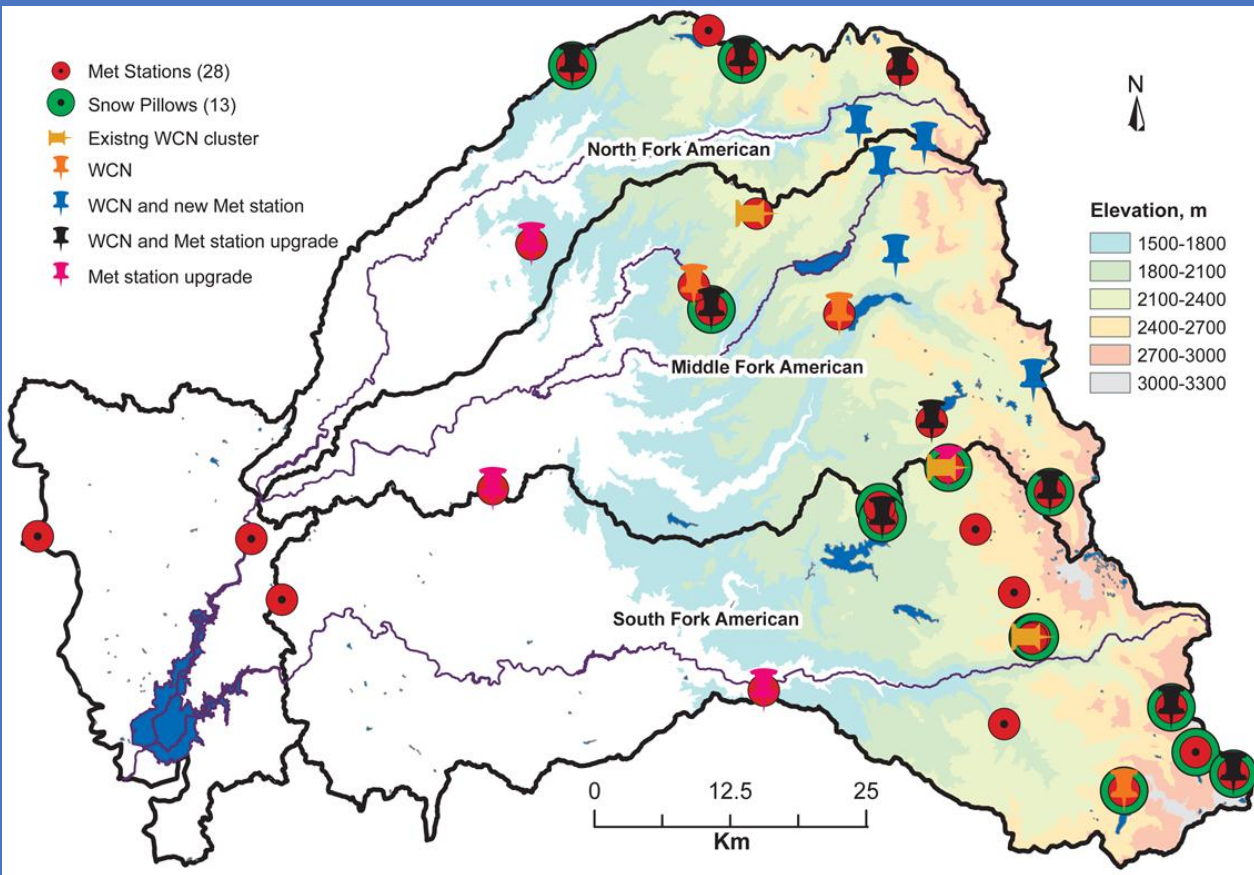 Met Stations (28)
Snow Pillows (13)
Existng WCN cluster
WCN
WCN and new Met station
WCN and Met station upgrade
Met station upgrade
N
North Fork American
Elevation, m
1500-1800
1800-2100
2100-2400
2400-2700
2700-3000
3000-3300
Middle Fork American
South Fork American
0 12.5 25
Km